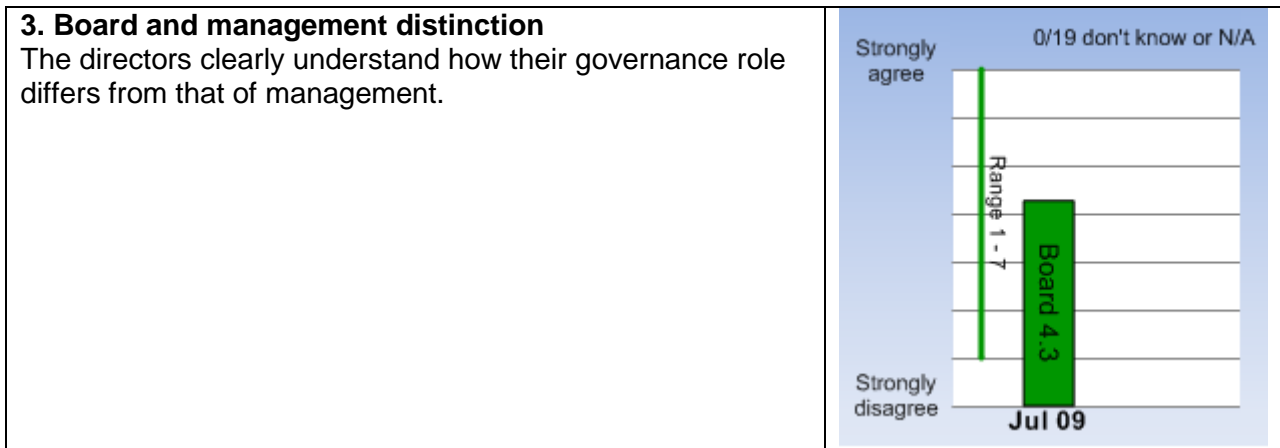 3. Board and management distinction
The directors clearly understand how their governance role
differs from that of management.
0/19 don't know or N/A
Strongly
agree
Range 1 - 7
Board 4.3
Strongly
disagree
Jul 09